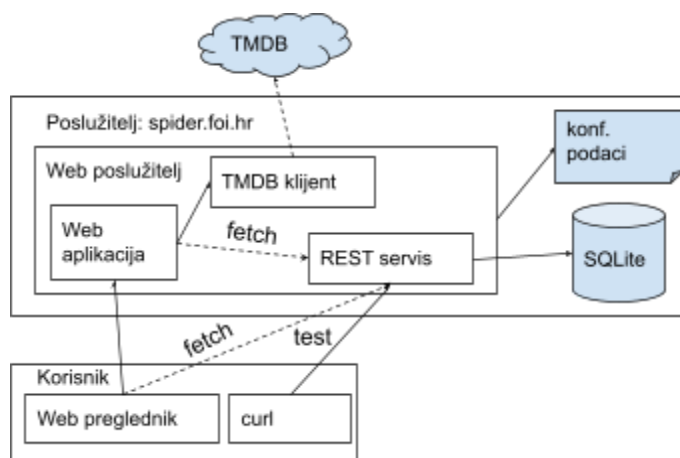 TMDB
Poslužitelj: spider.foi.hr
konf.
podaci
Web poslužitelj
TMDB klijent
Web
aplikacija
fetch
REST servis
SQLite
fetch
test
Korisnik
Web preglednik
curl